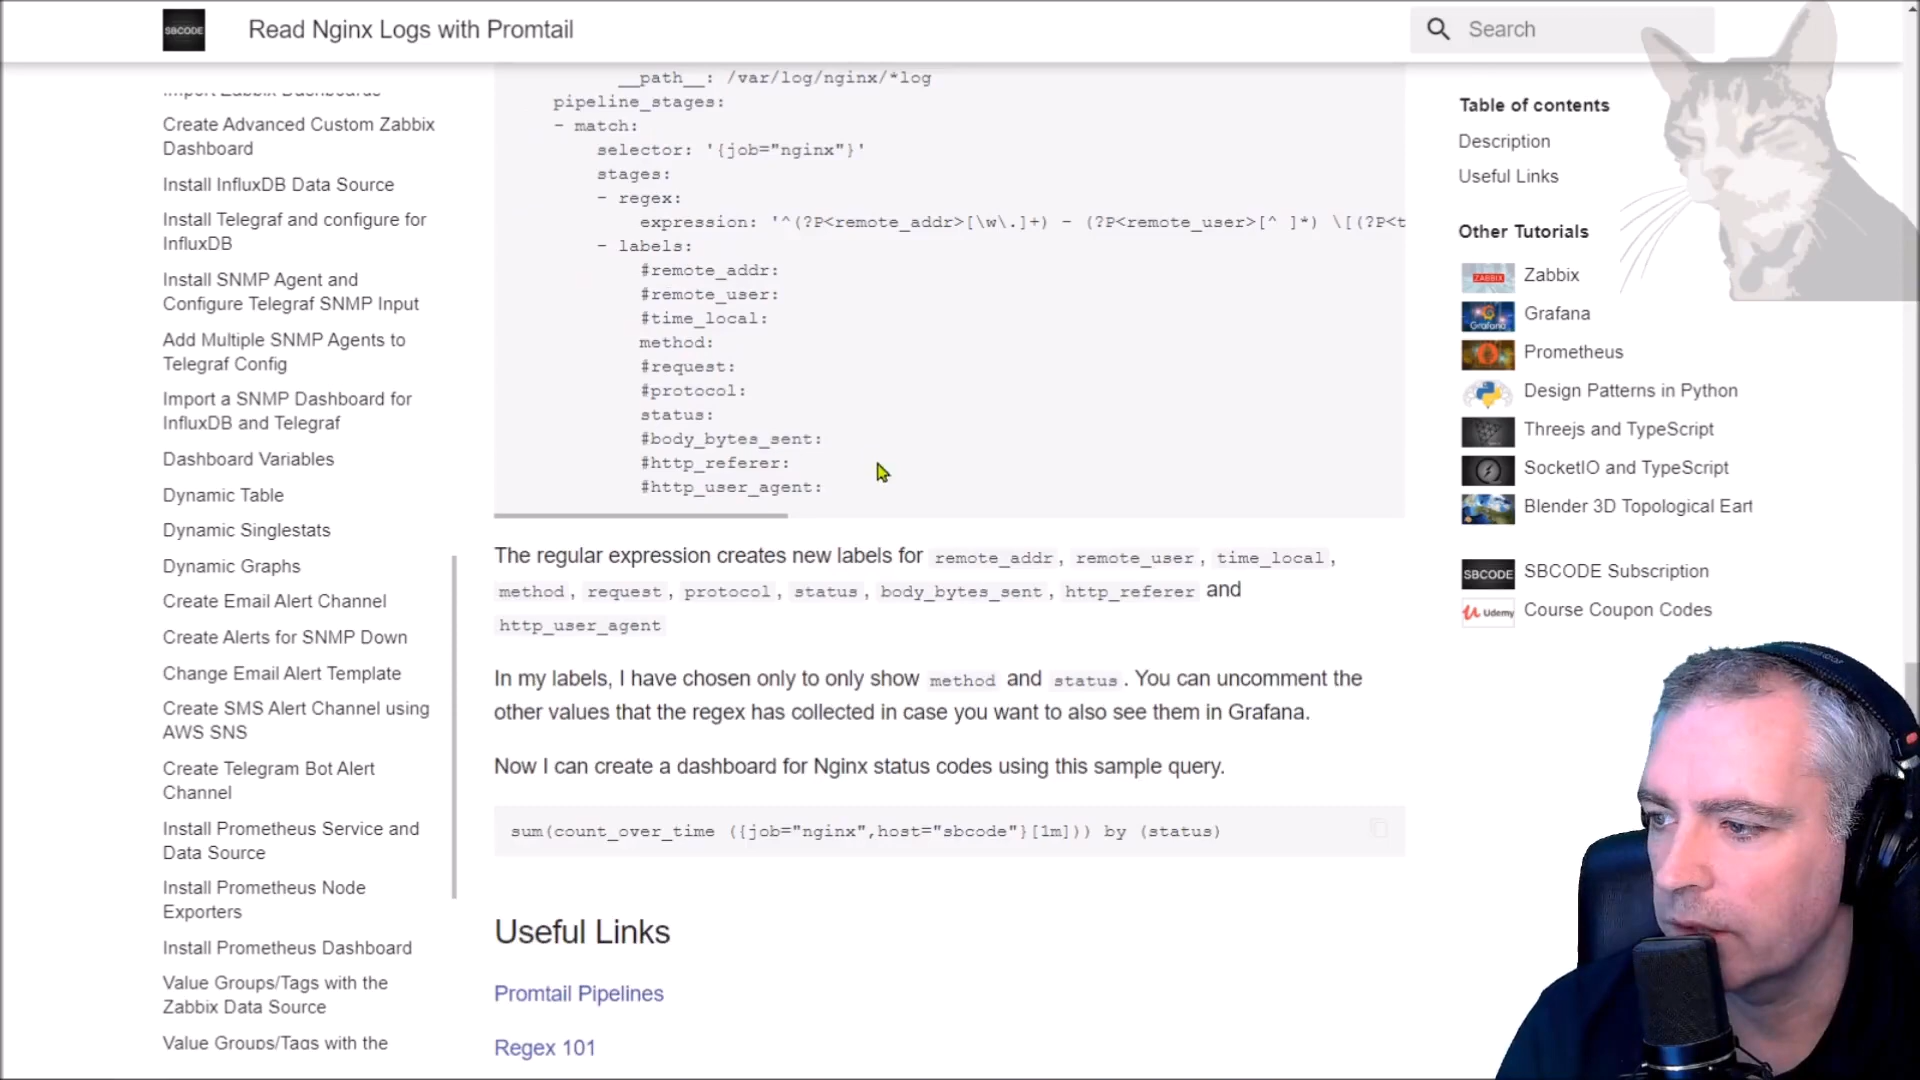 SBCODE
Read Nginx Logs with Promtail
Search
Import Zabbix Dashboards
Create Advanced Custom Zabbix
Dashboard
Install InfluxDB Data Source
Install Telegraf and configure for
InfluxDB
Install SNMP Agent and
Configure Telegraf SNMP Input
Add Multiple SNMP Agents to
Telegraf Config
Import a SNMP Dashboard for
InfluxDB and Telegraf
Dashboard Variables
Dynamic Table
Dynamic Singlestats
Dynamic Graphs
Create Email Alert Channel
Create Alerts for SNMP Down
Change Email Alert Template
Create SMS Alert Channel using
AWS SNS
Create Telegram Bot Alert
Channel
Install Prometheus Service and
Data Source
Install Prometheus Node
Exporters
Install Prometheus Dashboard
Value Groups/Tags with the
Zabbix Data Source
Value Groups/Tags with the
__path__: /var/log/nginx/*log
pipeline_stages:
- match:
selector: '{job="nginx"}'
stages:
- regex:
expression: '^(?P<remote_addr>[\w\.]+) - (?P<remote_user>[^ ]*) \[(?P<t
- labels:
#remote_addr:
#remote_user:
#time_local:
method:
#request:
#protocol:
status:
#body_bytes_sent:
#http_referer:
#http_user_agent:
The regular expression creates new labels for remote_addr, remote_user, time_local,
method, request, protocol, status, body_bytes_sent, http_referer and
http_user_agent
In my labels, I have chosen only to only show method and status. You can uncomment the
other values that the regex has collected in case you want to also see them in Grafana.
Now I can create a dashboard for Nginx status codes using this sample query.
sum(count_over_time ({job="nginx",host="sbcode"}[1m])) by (status)
Useful Links
Promtail Pipelines
Regex 101
Table of contents
Description
Useful Links
Other Tutorials
ZABBIX Zabbix
Grafana Grafana
Prometheus
Design Patterns in Python
Threejs and TypeScript
SocketIO and TypeScript
Blender 3D Topological Eart
SBCODE SBCODE Subscription
Udemy Course Coupon Codes